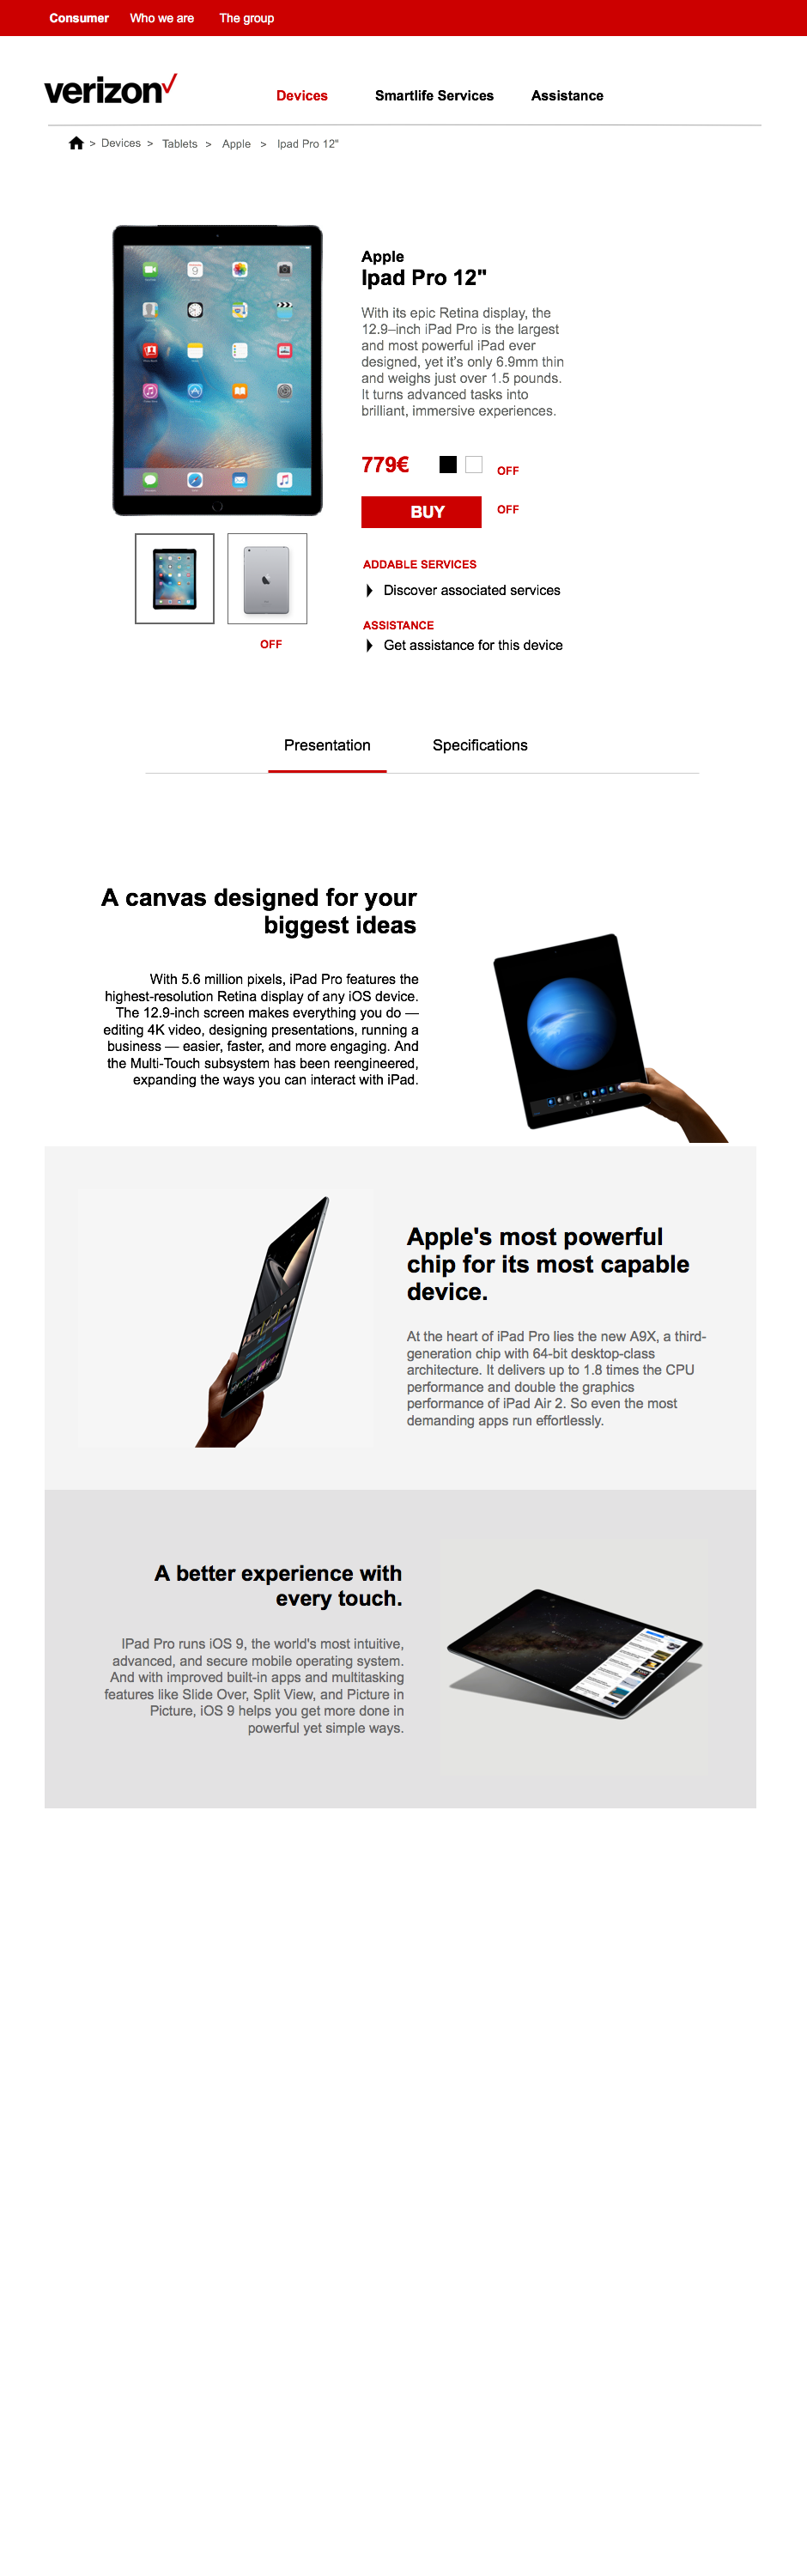 Consumer Who we are The group
verizon
Devices Smartlife Services Assistance
> Devices > Tablets > Apple > Ipad Pro 12"
Apple
Ipad Pro 12"
With its epic Retina display, the
12.9–inch iPad Pro is the largest
and most powerful iPad ever
designed, yet it's only 6.9mm thin
and weighs just over 1.5 pounds.
It turns advanced tasks into
brilliant, immersive experiences.
779€
OFF
BUY
OFF
ADDABLE SERVICES
Discover associated services
ASSISTANCE
Get assistance for this device
OFF
Presentation Specifications
A canvas designed for your
biggest ideas
With 5.6 million pixels, iPad Pro features the
highest-resolution Retina display of any iOS device.
The 12.9-inch screen makes everything you do —
editing 4K video, designing presentations, running a
business — easier, faster, and more engaging. And
the Multi-Touch subsystem has been reengineered,
expanding the ways you can interact with iPad.
Apple's most powerful
chip for its most capable
device.
At the heart of iPad Pro lies the new A9X, a third-
generation chip with 64-bit desktop-class
architecture. It delivers up to 1.8 times the CPU
performance and double the graphics
performance of iPad Air 2. So even the most
demanding apps run effortlessly.
A better experience with
every touch.
IPad Pro runs iOS 9, the world's most intuitive,
advanced, and secure mobile operating system.
And with improved built-in apps and multitasking
features like Slide Over, Split View, and Picture in
Picture, iOS 9 helps you get more done in
powerful yet simple ways.